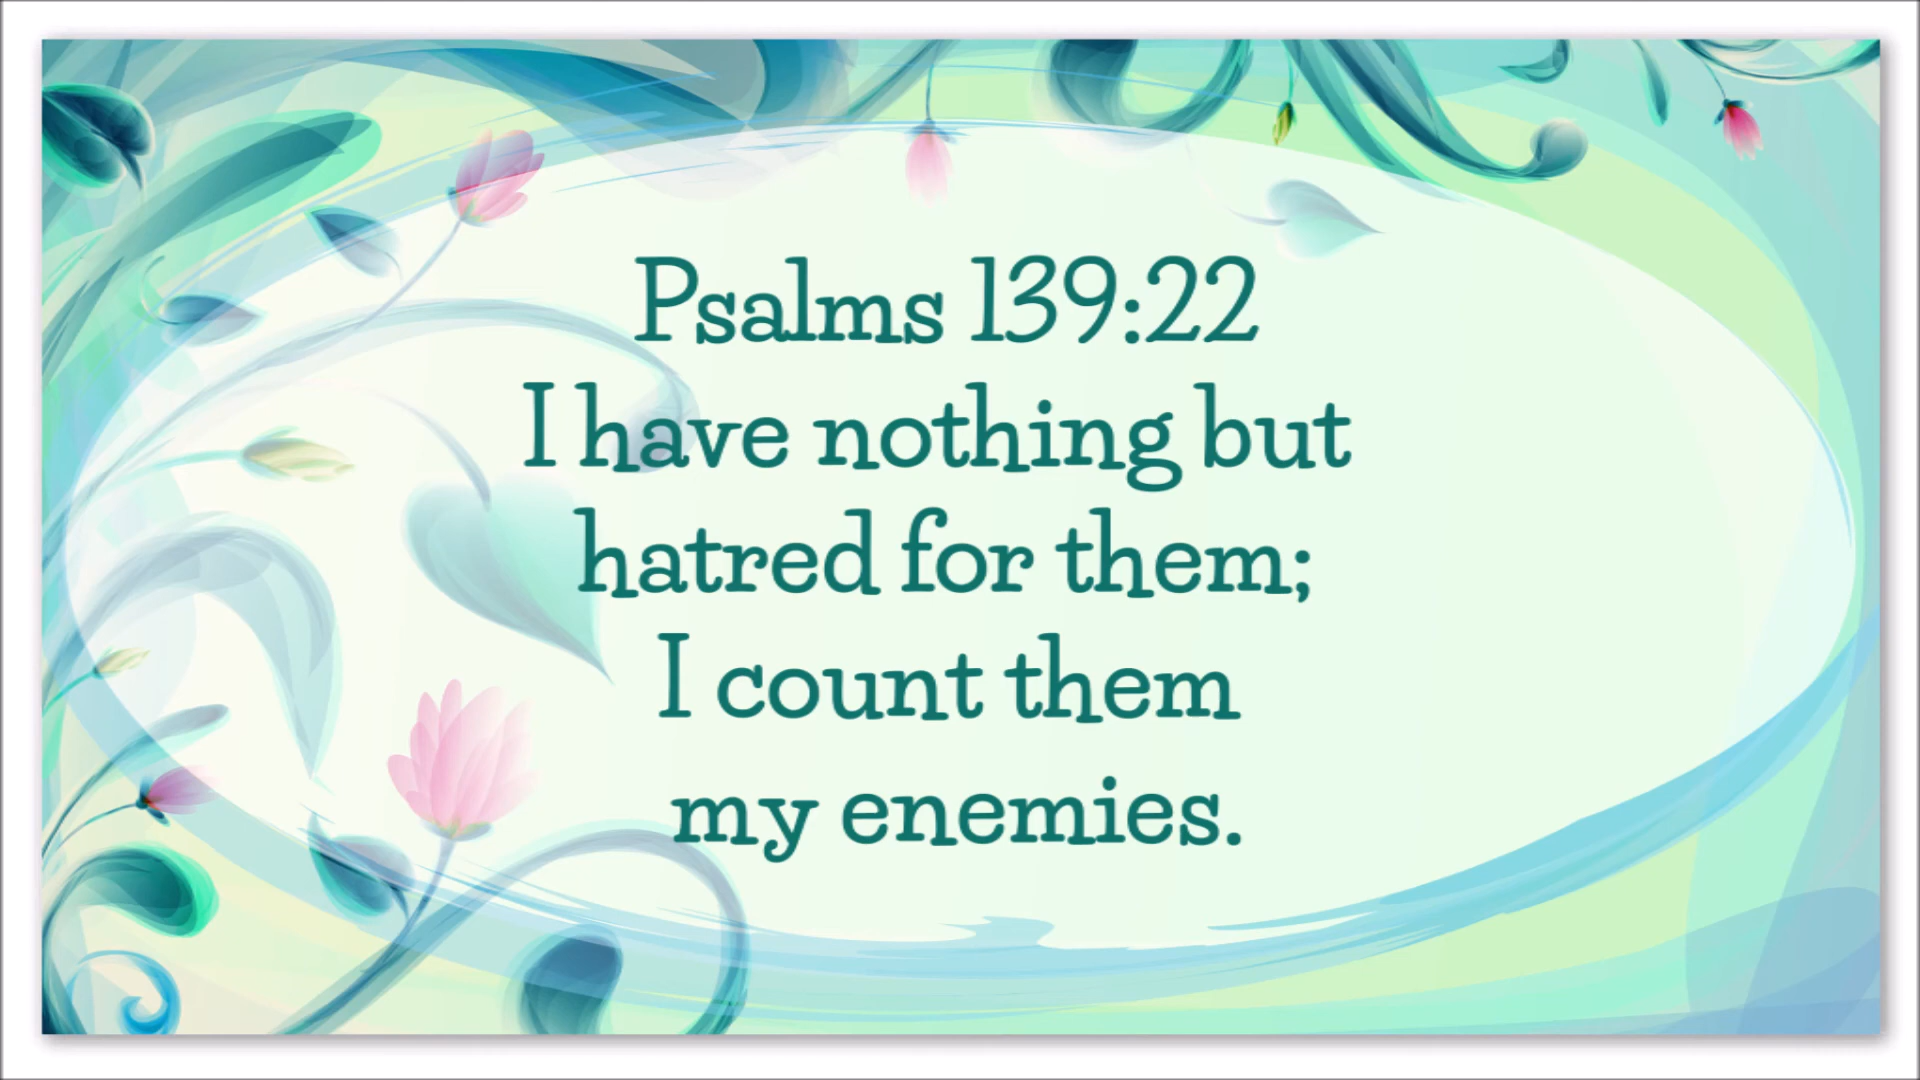 Psalms 139:22
I have nothing but
hatred for them;
I count them
my enemies.